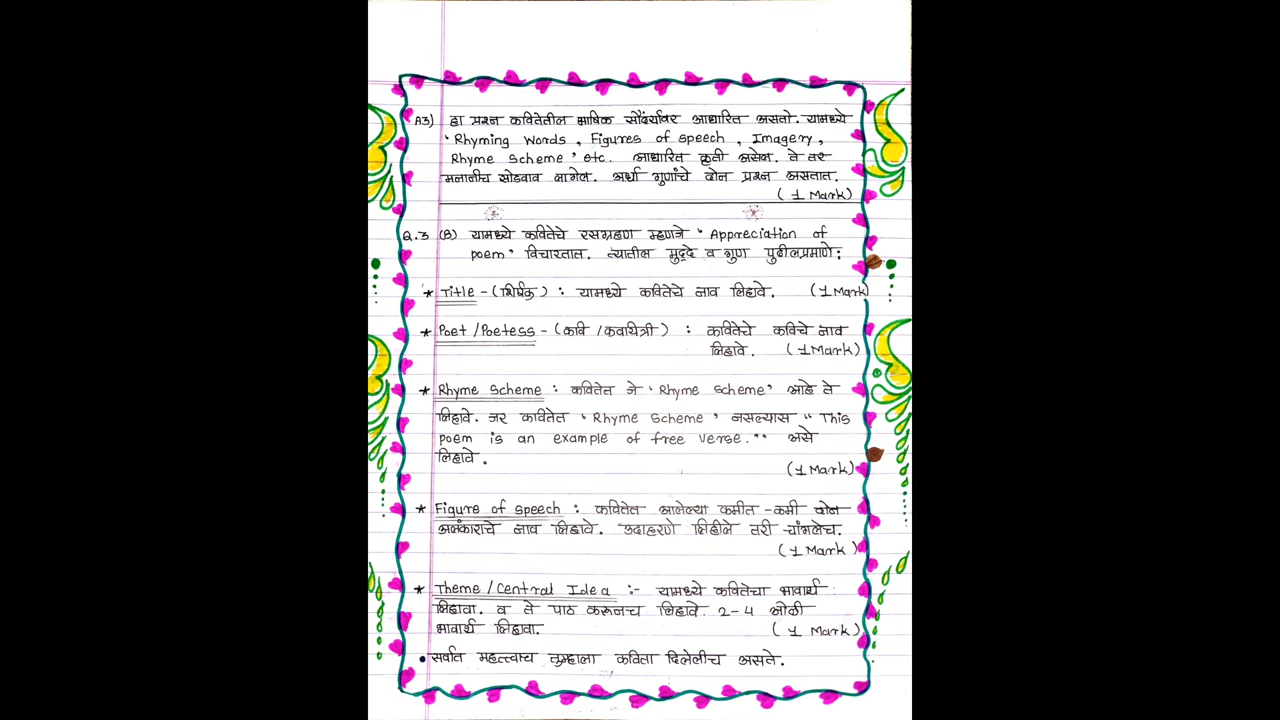 A3) हा प्रश्न कवितेतील भाषिक सौंदर्यावर आधारित असतो. यामध्ये
' Rhyming Words , Figures of speech , Imagery ,
Rhyme Scheme ' etc. आधारित कृती असेल. ते तर
मनानीच सोडवाव लागेल. अर्धा गुणांचे दोन प्रश्न असतात.
( 1 Mark)
Q.3 (B) यामध्ये कवितेचे रसग्रहण म्हणजे ' Appreciation of
poem ' विचारतात. त्यातील मुद्दे व गुण पुढीलप्रमाणे :
* Title - (शिर्षक) : यामध्ये कवितेचे नाव लिहावे. (1 Mark)
* Poet / Poetess - (कवि / कवयित्री) : कवितेचे कविचे नाव
लिहावे. (1 Mark)
* Rhyme Scheme : कवितेत जे ' Rhyme Scheme ' आहे ते
लिहावे. जर कवितेत ' Rhyme Scheme ' नसल्यास " This
poem is an example of free verse. " असे
लिहावे.
(1 Mark)
* Figure of speech : कवितेत आलेल्या कमीत -कमी दोन
अलंकाराचे नाव लिहावे. उदाहरणे लिहीले तरी चांगलेच.
( 1 Mark )
* Theme / Central Idea :- यामध्ये कवितेचा भावार्थ
लिहावा. व ते पाठ करूनच लिहावे. 2-4 ओळी
भावार्थ लिहावा. ( 1 Mark)
• सर्वात महत्त्वाच तुम्हाला कविता दिलेलीच असते.